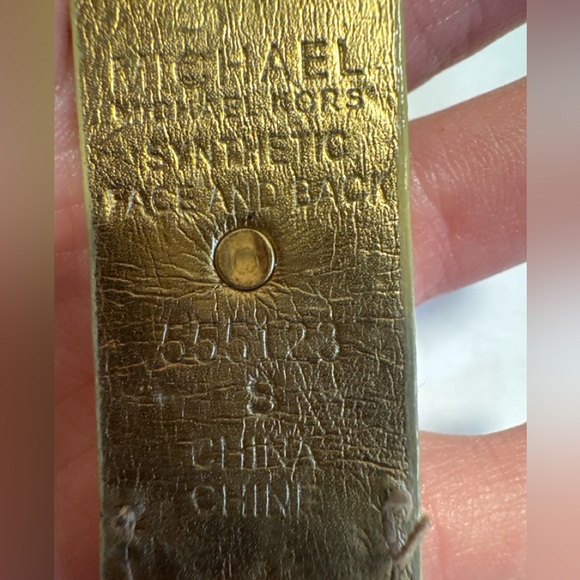 MICHAEL
MICHAEL KORS
SYNTHETIC
FACE AND BACK
555123
S
CHINA
CHINE